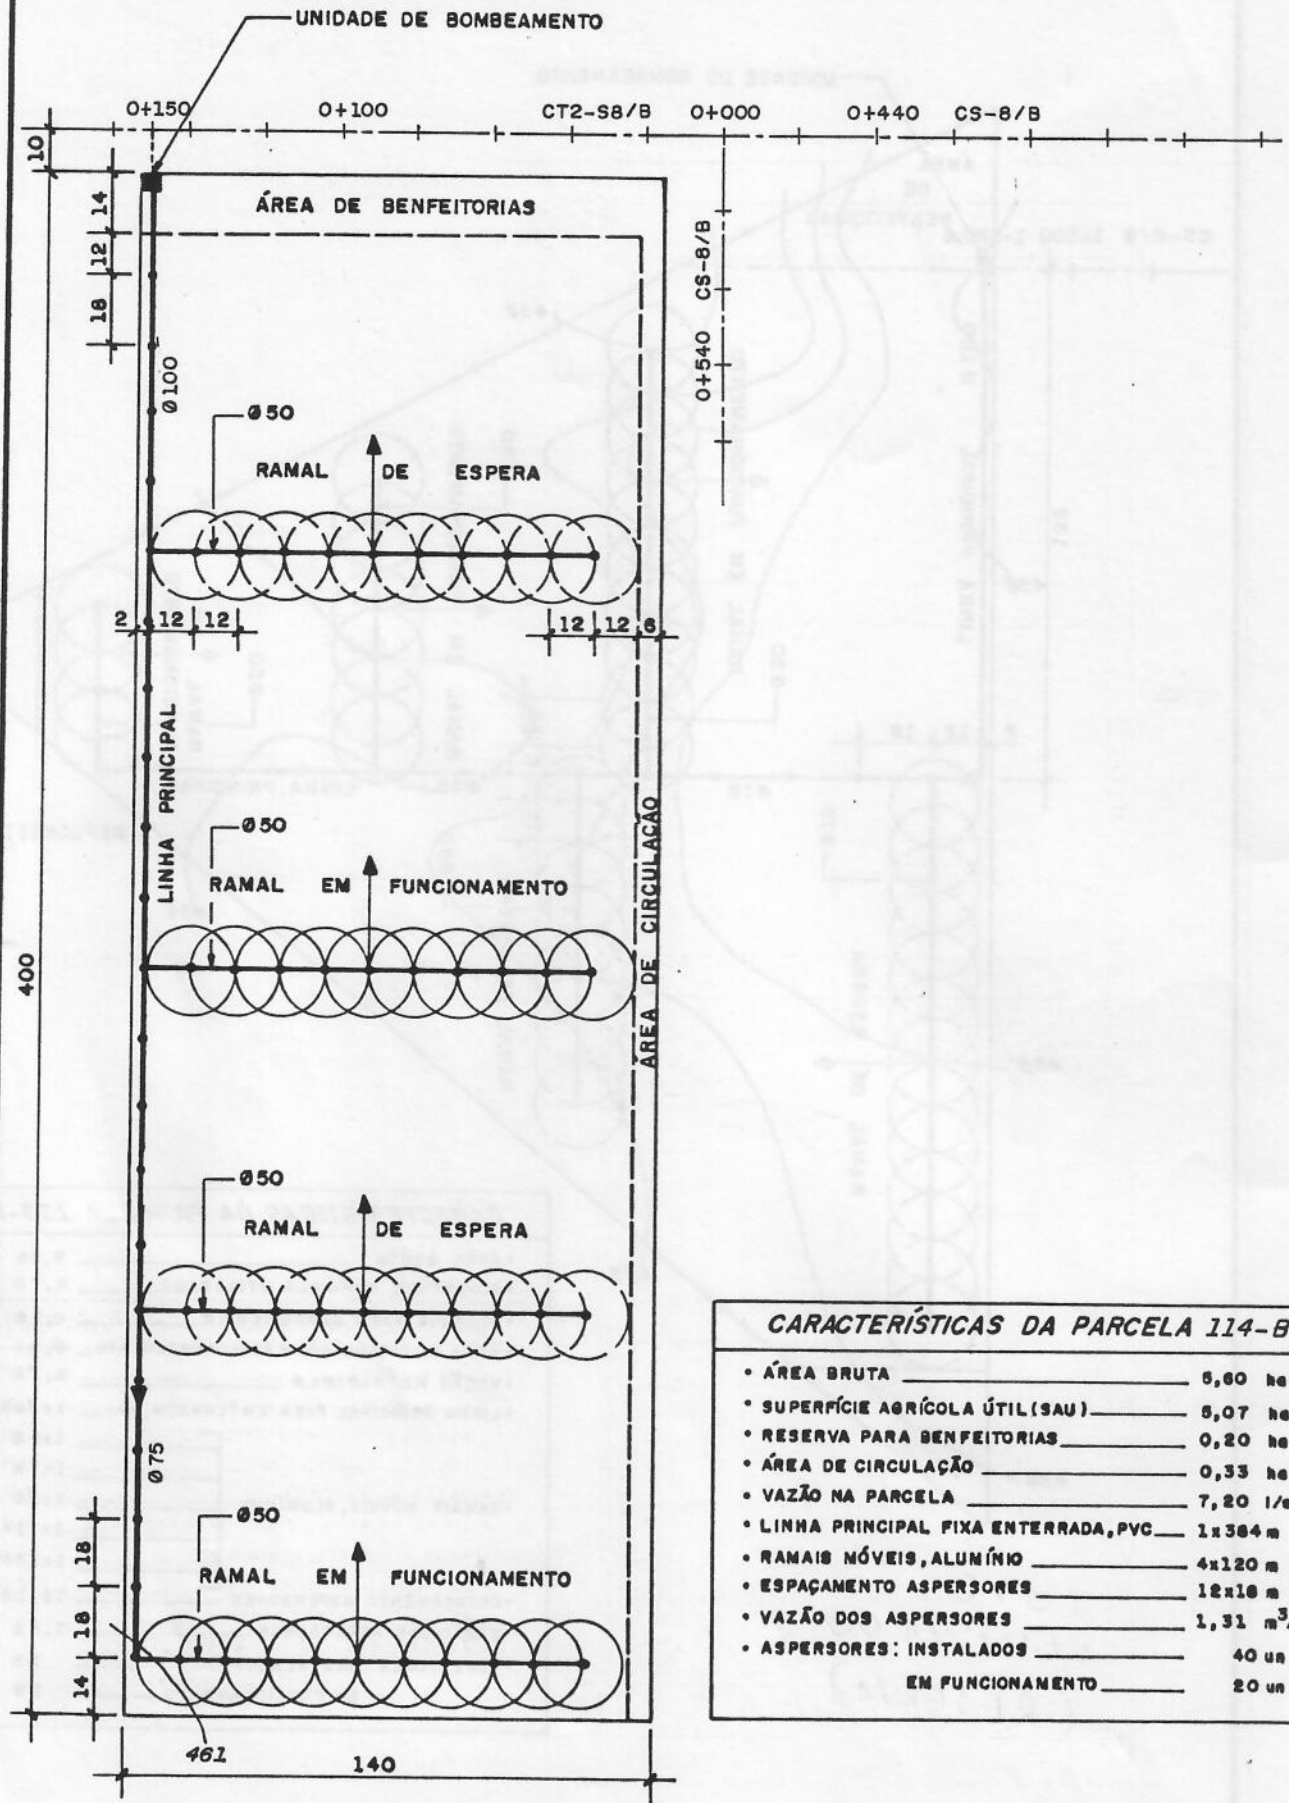 UNIDADE DE BOMBEAMENTO
0+150 0+100 CT2-S8/B 0+000 0+440 CS-8/B
10
14
ÁREA DE BENFEITORIAS
12
18
CS-8/B
0+540
Ø100
Ø50
RAMAL DE ESPERA
2 12 12 12 12 6
LINHA PRINCIPAL
Ø50
RAMAL EM FUNCIONAMENTO
ÁREA DE CIRCULAÇÃO
400
Ø50
RAMAL DE ESPERA
Ø75
Ø50
18
RAMAL EM FUNCIONAMENTO
18
14
461
140
CARACTERÍSTICAS DA PARCELA 114-B
• ÁREA BRUTA 5,60 ha
• SUPERFÍCIE AGRÍCOLA ÚTIL (SAU) 5,07 ha
• RESERVA PARA BENFEITORIAS 0,20 ha
• ÁREA DE CIRCULAÇÃO 0,33 ha
• VAZÃO NA PARCELA 7,20 l/s
• LINHA PRINCIPAL FIXA ENTERRADA, PVC 1x384 m
• RAMAIS MÓVEIS, ALUMÍNIO 4x120 m
• ESPAÇAMENTO ASPERSORES 12x18 m
• VAZÃO DOS ASPERSORES 1,31 m³/
• ASPERSORES: INSTALADOS 40 un
EM FUNCIONAMENTO 20 un